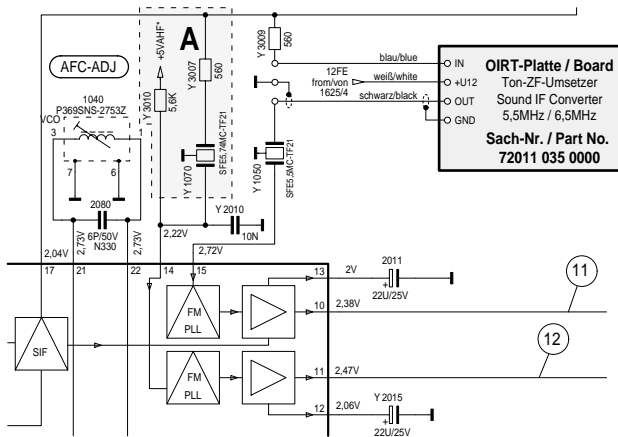 A
+5VAHF*
Y 3007
560
Y 3009
560
AFC-ADJ
Y 3010
5,6K
1040
P369SNS-2753Z
VCO
3
4
7
6
Y 1070
SFE5,74MC-TF21
Y 1050
SFE5,5MC-TF21
12FE
from/von
1625/4
blau/blue
weiß/white
schwarz/black
IN
+U12
OUT
GND
OIRT-Platte / Board
Ton-ZF-Umsetzer
Sound IF Converter
5,5MHz / 6,5MHz
Sach-Nr. / Part No.
72011 035 0000
2080
6P/50V
N330
Y 2010
10N
2,04V
2,73V
2,73V
2,22V
2,72V
17
21
22
14
15
SIF
FM
PLL
FM
PLL
13
2V
2011
+
22U/25V
10
2,38V
11
11
2,47V
12
12
2,06V
Y 2015
+
22U/25V